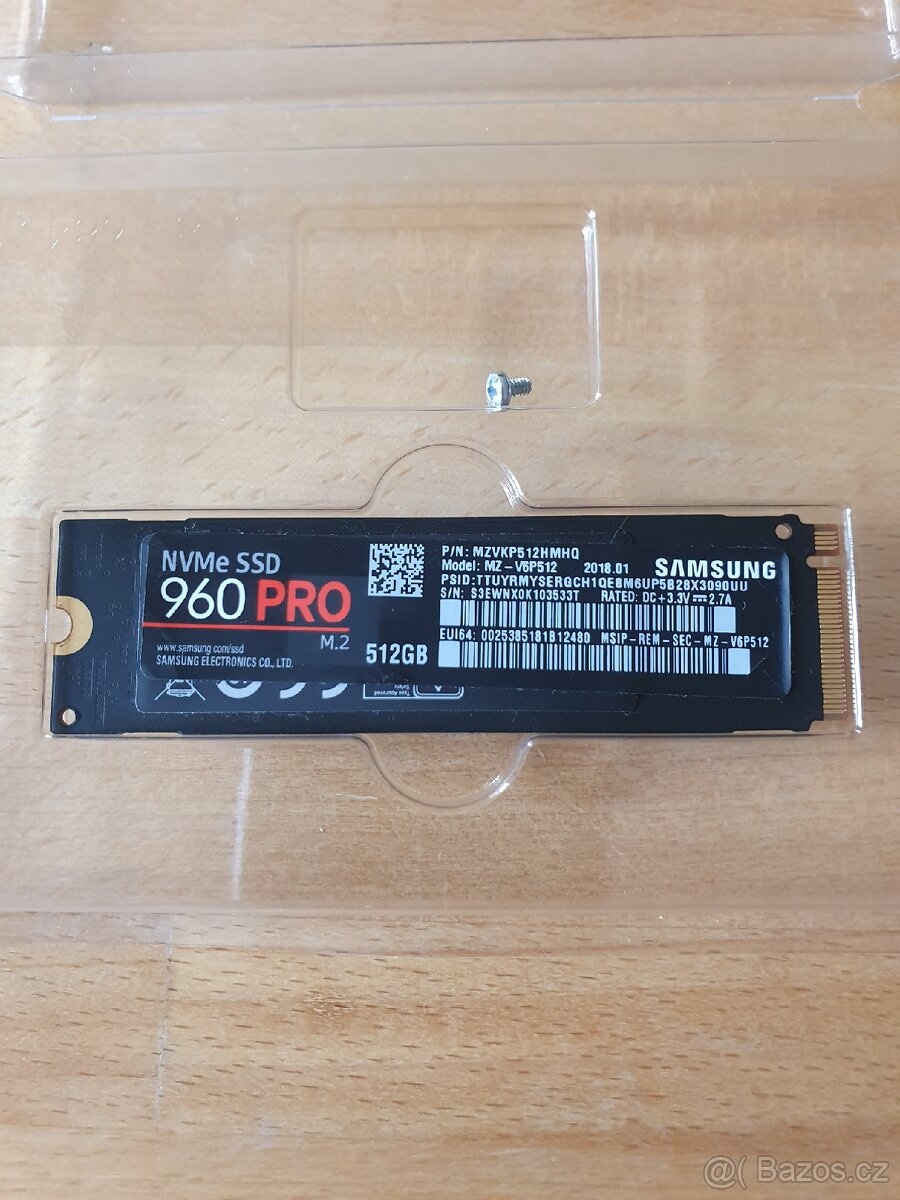 NVMe SSD
960 PRO
M.2
www.samsung.com/ssd
SAMSUNG ELECTRONICS CO., LTD.
512GB
P/N: MZVKP512HMHQ
Model: MZ-V6P512 2018.01
SAMSUNG
PSID:TTUYRMYSERGCH1QEBM6UP5B28X3090UU
S/N: S3EWNX0K103533T RATED: DC+3.3V⎓2.7A
EUI64: 0025385181B12480 MSIP-REM-SEC-MZ-V6P512
Type Approved
@( Bazos.cz